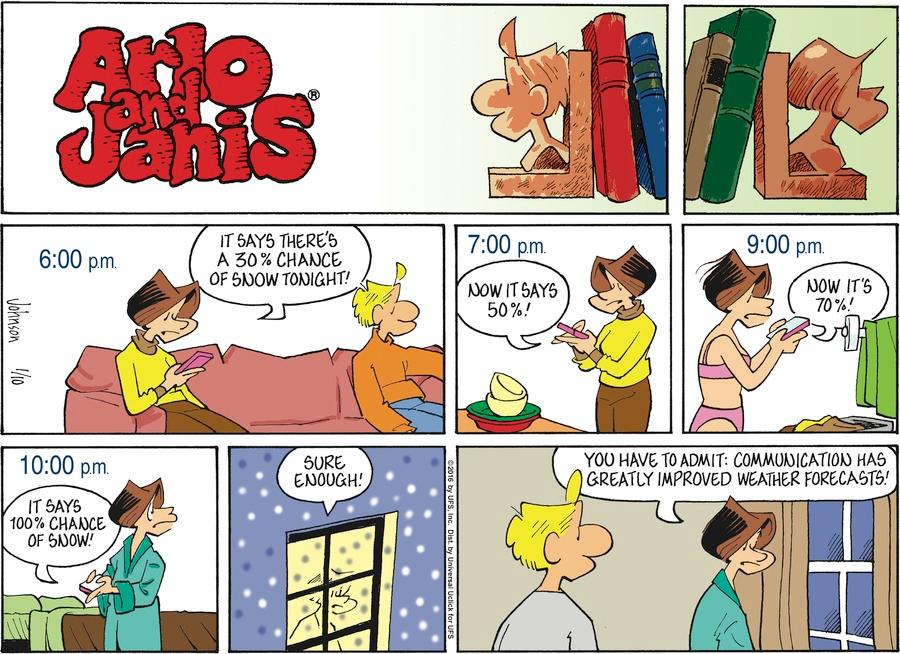 Arlo
and
Janis®
6:00 p.m.
IT SAYS THERE'S
A 30% CHANCE
OF SNOW TONIGHT!
Johnson 1/10
7:00 p.m.
NOW IT SAYS
50%!
9:00 p.m.
NOW IT'S
70%!
10:00 p.m.
IT SAYS
100% CHANCE
OF SNOW!
SURE
ENOUGH!
©2016 by UFS, Inc. Dist. by Universal Uclick for UFS
YOU HAVE TO ADMIT: COMMUNICATION HAS
GREATLY IMPROVED WEATHER FORECASTS!